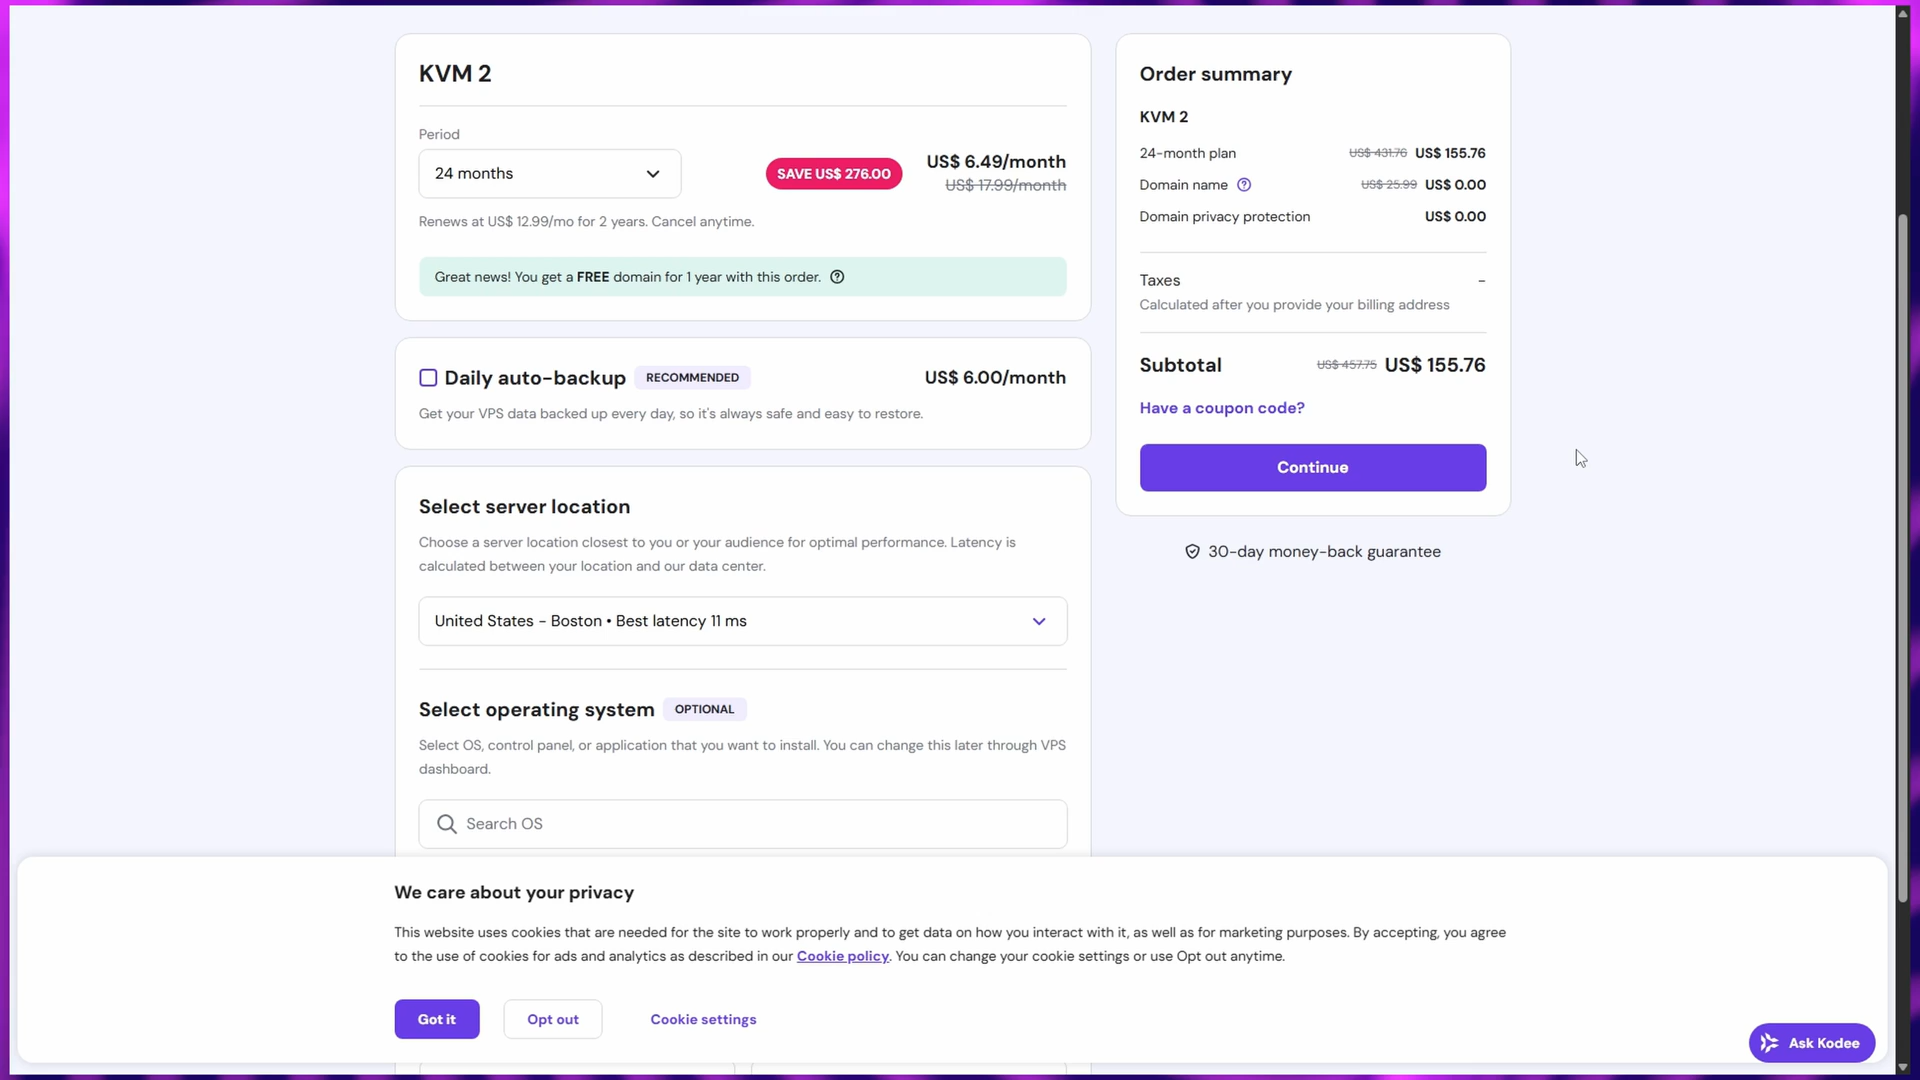 KVM 2
Period
24 months
SAVE US$ 276.00
US$ 6.49/month
US$ 17.99/month
Renews at US$ 12.99/mo for 2 years. Cancel anytime.
Great news! You get a FREE domain for 1 year with this order.
Daily auto-backup
RECOMMENDED
US$ 6.00/month
Get your VPS data backed up every day, so it's always safe and easy to restore.
Select server location
Choose a server location closest to you or your audience for optimal performance. Latency is
calculated between your location and our data center.
United States - Boston • Best latency 11 ms
Select operating system
OPTIONAL
Select OS, control panel, or application that you want to install. You can change this later through VPS
dashboard.
Search OS
Order summary
KVM 2
24-month plan US$ 431.76 US$ 155.76
Domain name US$ 25.99 US$ 0.00
Domain privacy protection US$ 0.00
Taxes -
Calculated after you provide your billing address
Subtotal US$ 457.75 US$ 155.76
Have a coupon code?
Continue
30-day money-back guarantee
We care about your privacy
This website uses cookies that are needed for the site to work properly and to get data on how you interact with it, as well as for marketing purposes. By accepting, you agree
to the use of cookies for ads and analytics as described in our Cookie policy. You can change your cookie settings or use Opt out anytime.
Got it
Opt out
Cookie settings
Ask Kodee